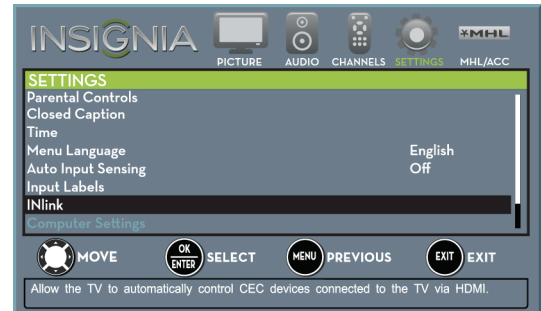 INSIGNIA
MHL
PICTURE AUDIO CHANNELS SETTINGS MHL/ACC
SETTINGS
Parental Controls
Closed Caption
Time
Menu Language English
Auto Input Sensing Off
Input Labels
INlink
Computer Settings
MOVE OK ENTER SELECT MENU PREVIOUS EXIT EXIT
Allow the TV to automatically control CEC devices connected to the TV via HDMI.